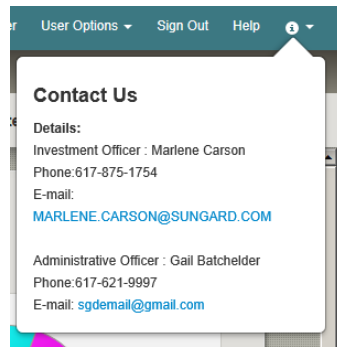 User Options Sign Out Help
Contact Us
Details:
Investment Officer : Marlene Carson
Phone:617-875-1754
E-mail:
MARLENE.CARSON@SUNGARD.COM
Administrative Officer : Gail Batchelder
Phone:617-621-9997
E-mail: sgdemail@gmail.com